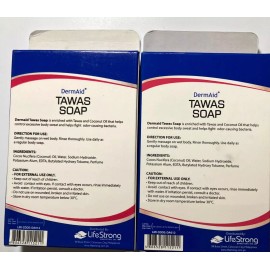 DermAid
TAWAS
SOAP
Dermaid Tawas Soap is enriched with Tawas and Coconut Oil that helps
control excessive body sweat and helps fight odor-causing bacteria.
DIRECTION FOR USE:
Gently massage on wet body. Rinse thoroughly. Use daily as
a regular body soap.
INGREDIENTS:
Cocos Nucifera (Coconut) Oil, Water, Sodium Hydroxide,
Potassium Alum, EDTA, Butylated Hydroxy Toluene, Perfume
CAUTION:
- FOR EXTERNAL USE ONLY.
- Keep out of reach of children.
- Avoid contact with eyes. If contact with eyes occurs, rinse immediately
with water. If irritation develops, discontinue use.
- Do not use on wounded, broken and irritated skin.
- Store in dry area, temperature below 30°C.
LifeStrong
DermAid
TAWAS
SOAP
Dermaid Tawas Soap is enriched with Tawas and Coconut Oil that helps
control excessive body sweat and helps fight odor-causing bacteria.
DIRECTION FOR USE:
Gently massage on wet body. Rinse thoroughly. Use daily as
a regular body soap.
INGREDIENTS:
Cocos Nucifera (Coconut) Oil, Water, Sodium Hydroxide,
Potassium Alum, EDTA, Butylated Hydroxy Toluene, Perfume
CAUTION:
- FOR EXTERNAL USE ONLY.
- Keep out of reach of children.
- Avoid contact with eyes. If contact with eyes occurs, rinse immediately
with water. If irritation develops, discontinue use.
- Do not use on wounded, broken and irritated skin.
- Store in dry area, temperature below 30°C.
LifeStrong